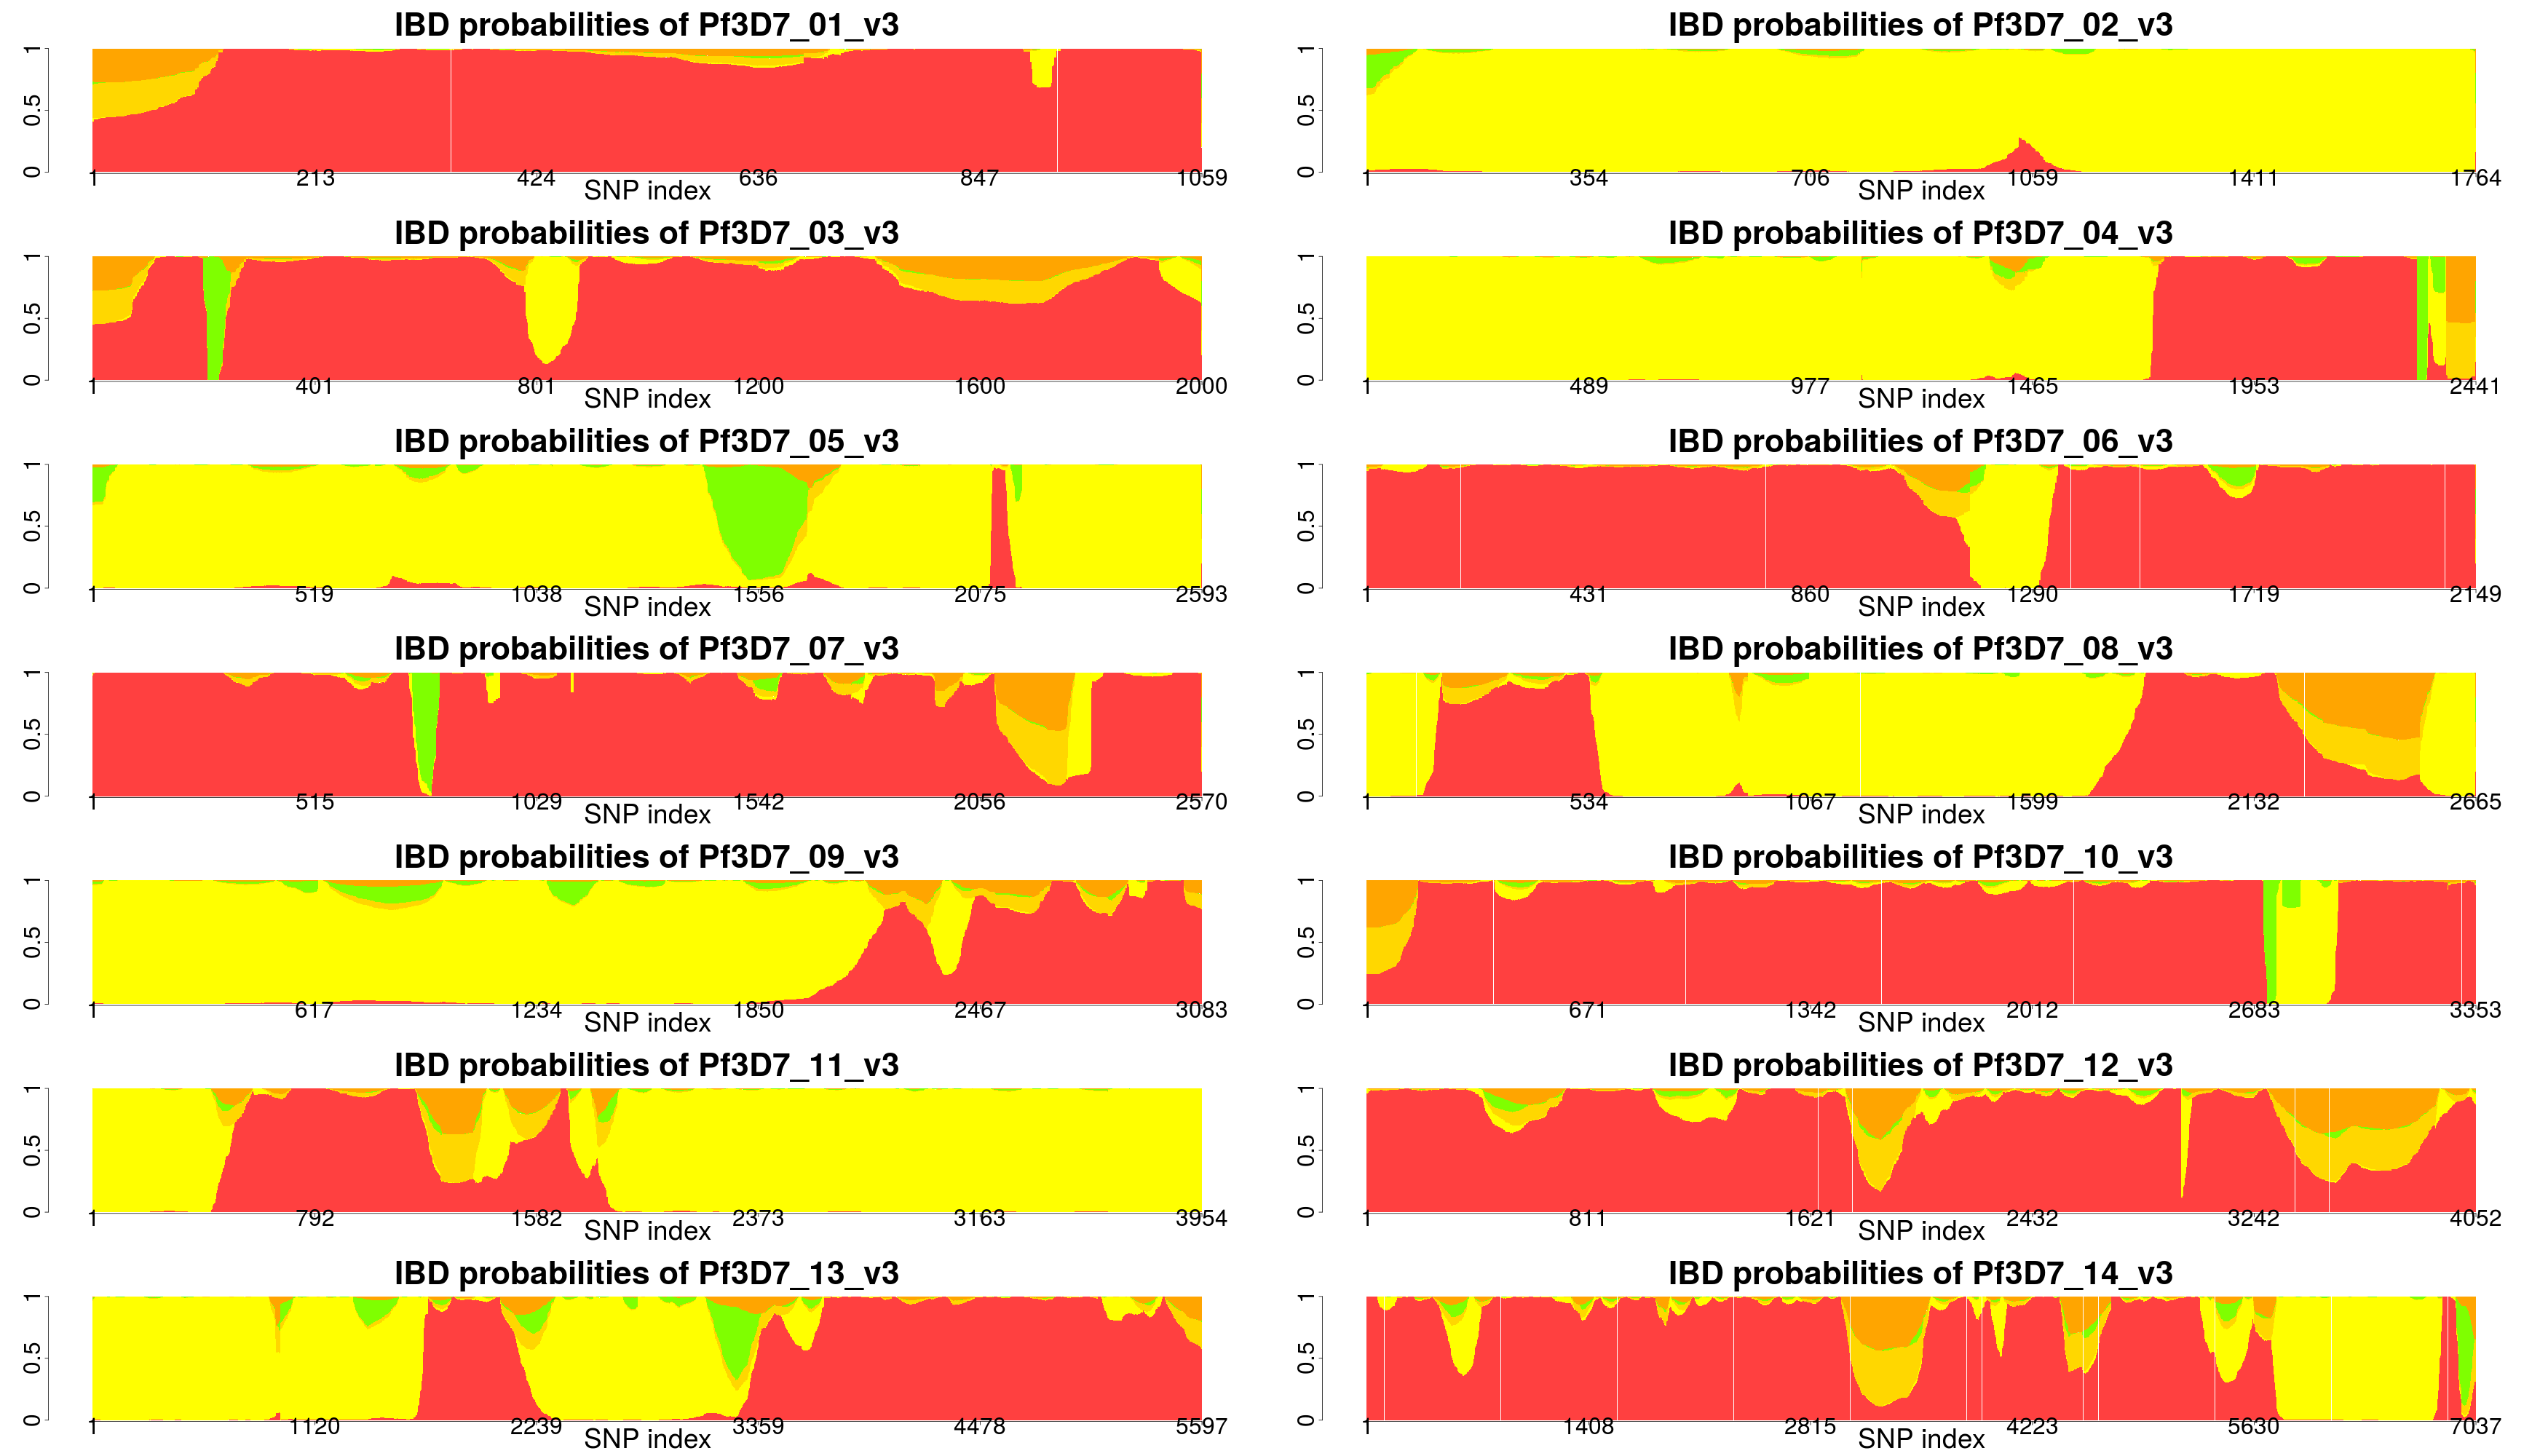 IBD probabilities of Pf3D7_01_v3
1
0.5
0
1 213 424 636 847 1059
SNP index
IBD probabilities of Pf3D7_02_v3
1
0.5
0
1 354 706 1059 1411 1764
SNP index
IBD probabilities of Pf3D7_03_v3
1
0.5
0
1 401 801 1200 1600 2000
SNP index
IBD probabilities of Pf3D7_04_v3
1
0.5
0
1 489 977 1465 1953 2441
SNP index
IBD probabilities of Pf3D7_05_v3
1
0.5
0
1 519 1038 1556 2075 2593
SNP index
IBD probabilities of Pf3D7_06_v3
1
0.5
0
1 431 860 1290 1719 2149
SNP index
IBD probabilities of Pf3D7_07_v3
1
0.5
0
1 515 1029 1542 2056 2570
SNP index
IBD probabilities of Pf3D7_08_v3
1
0.5
0
1 534 1067 1599 2132 2665
SNP index
IBD probabilities of Pf3D7_09_v3
1
0.5
0
1 617 1234 1850 2467 3083
SNP index
IBD probabilities of Pf3D7_10_v3
1
0.5
0
1 671 1342 2012 2683 3353
SNP index
IBD probabilities of Pf3D7_11_v3
1
0.5
0
1 792 1582 2373 3163 3954
SNP index
IBD probabilities of Pf3D7_12_v3
1
0.5
0
1 811 1621 2432 3242 4052
SNP index
IBD probabilities of Pf3D7_13_v3
1
0.5
0
1 1120 2239 3359 4478 5597
SNP index
IBD probabilities of Pf3D7_14_v3
1
0.5
0
1 1408 2815 4223 5630 7037
SNP index